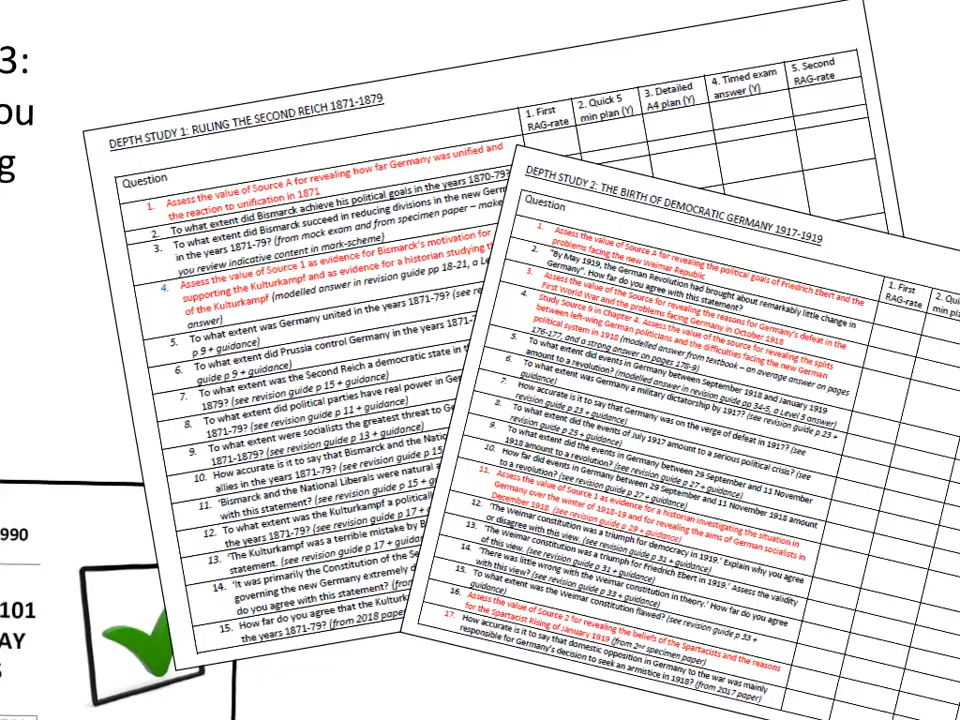 3:
ou
g
DEPTH STUDY 1: RULING THE SECOND REICH 1871-1879
Question
1. First
RAG-rate
2. Quick 5
min plan (Y)
3. Detailed
A4 plan (Y)
4. Timed exam
answer (Y)
5. Second
RAG-rate
1. Assess the value of Source A for revealing how far Germany was unified and
the reaction to unification in 1871
2. To what extent did Bismarck achieve his political goals in the years 1870-79?
3. To what extent did Bismarck succeed in reducing divisions in the new Germ
in the years 1871-79? (from mock exam and from specimen paper – make
you review indicative content in mark-scheme)
4. Assess the value of Source 1 as evidence for Bismarck's motivation for
supporting the Kulturkampf and as evidence for a historian studying th
of the Kulturkampf (modelled answer in revision guide pp 18-21, a Le
answer)
5. To what extent was Germany united in the years 1871-79? (see re
p 9 + guidance)
6. To what extent did Prussia control Germany in the years 1871-
guide p 9 + guidance)
7. To what extent was the Second Reich a democratic state in th
1879? (see revision guide p 15 + guidance)
8. To what extent did political parties have real power in Ger
1871-79? (see revision guide p 11 + guidance)
9. To what extent were socialists the greatest threat to G
1871-1879? (see revision guide p 13 + guidance)
10. How accurate is it to say that Bismarck and the Natio
allies in the years 1871-79? (see revision guide p 15
11. 'Bismarck and the National Liberals were natural a
with this statement? (see revision guide p 15 + g
12. To what extent was the Kulturkampf a politicall
the years 1871-79? (see revision guide p 17 +
13. 'The Kulturkampf was a terrible mistake by B
statement. (see revision guide p 17 + guida
14. 'It was primarily the Constitution of the Se
governing the new Germany extremely d
do you agree with this statement? (from
15. How far do you agree that the Kulturk
the years 1871-79? (from 2018 paper
DEPTH STUDY 2: THE BIRTH OF DEMOCRATIC GERMANY 1917-1919
Question
1. First
RAG-rate
2. Qui
min pla
1. Assess the value of Source A for revealing the political goals of Friedrich Ebert and the
problems facing the new Weimar Republic
2. "By May 1919, the German Revolution had brought about remarkably little change in
Germany". How far do you agree with this statement?
3. Assess the value of the Source for revealing the reasons for Germany's defeat in the
First World War and the problems facing Germany in October 1918
4. Study Source 9 in Chapter 4. Assess the value of the source for revealing the splits
between left-wing German politicians and the difficulties facing the new German
political system in 1918 (modelled answer from textbook – an average answer on pages
176-177, and a strong answer on pages 178-9)
5. To what extent did events in Germany between September 1918 and January 1919
amount to a revolution? (modelled answer in revision guide pp 34-5, a Level 3 answer)
6. To what extent was Germany a military dictatorship by 1917? (see revision guide p 23 +
guidance)
7. How accurate is it to say that Germany was on the verge of defeat in 1917? (see
revision guide p 23 + guidance)
8. To what extent did the events of July 1917 amount to a serious political crisis? (see
revision guide p 25 + guidance)
9. To what extent did the events in Germany between 29 September and 11 November
1918 amount to a revolution? (see revision guide p 27 + guidance)
10. How far did events in Germany between 29 September and 11 November 1918 amount
to a revolution? (see revision guide p 27 + guidance)
11. Assess the value of Source 1 as evidence for a historian investigating the situation in
Germany over the winter of 1918-19 and for revealing the aims of German socialists in
December 1918. (see revision guide p 29 + guidance)
12. 'The Weimar constitution was a triumph for democracy in 1919.' Explain why you agree
or disagree with this view. (see revision guide p 31 + guidance)
13. 'The Weimar constitution was a triumph for Friedrich Ebert in 1919.' Assess the validity
of this view. (see revision guide p 31 + guidance)
14. 'There was little wrong with the Weimar constitution in theory.' How far do you agree
with this view? (see revision guide p 33 + guidance)
15. To what extent was the Weimar constitution flawed? (see revision guide p 33 +
guidance)
16. Assess the value of Source 2 for revealing the beliefs of the Spartacists and the reasons
for the Spartacist Rising of January 1919 (from 2nd specimen paper)
17. How accurate is it to say that domestic opposition in Germany to the war was mainly
responsible for Germany's decision to seek an armistice in 1918? (from 2017 paper)
990
101
AY